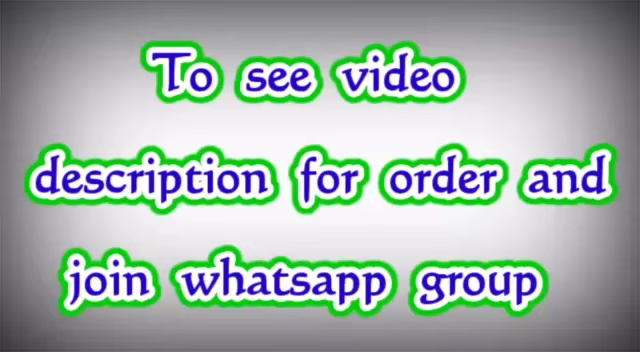 To see video
description for order and
join whatsapp group